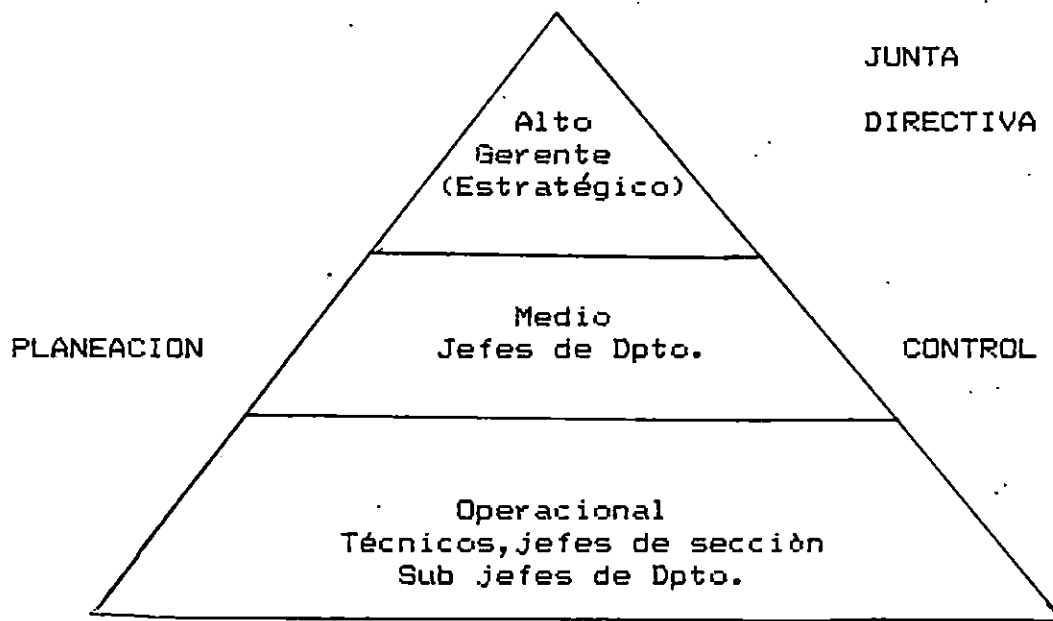 JUNTA
DIRECTIVA
Alto
Gerente
(Estratégico)
Medio
Jefes de Dpto.
PLANEACION
CONTROL
Operacional
Técnicos,jefes de secciòn
Sub jefes de Dpto.